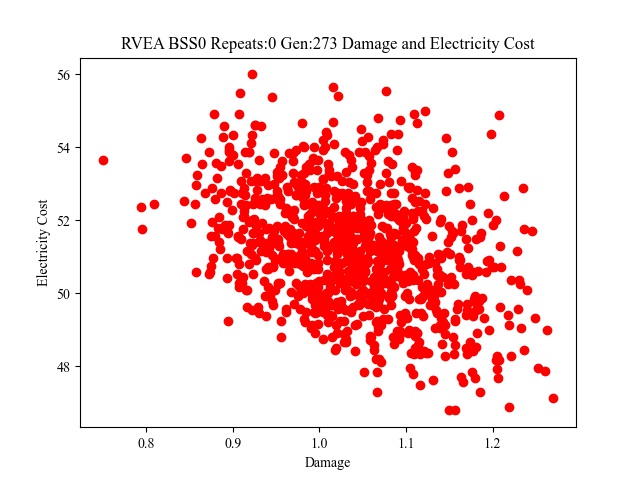 RVEA BSS0 Repeats:0 Gen:273 Damage and Electricity Cost
56
54
52
50
48
Electricity Cost
0.8 0.9 1.0 1.1 1.2
Damage